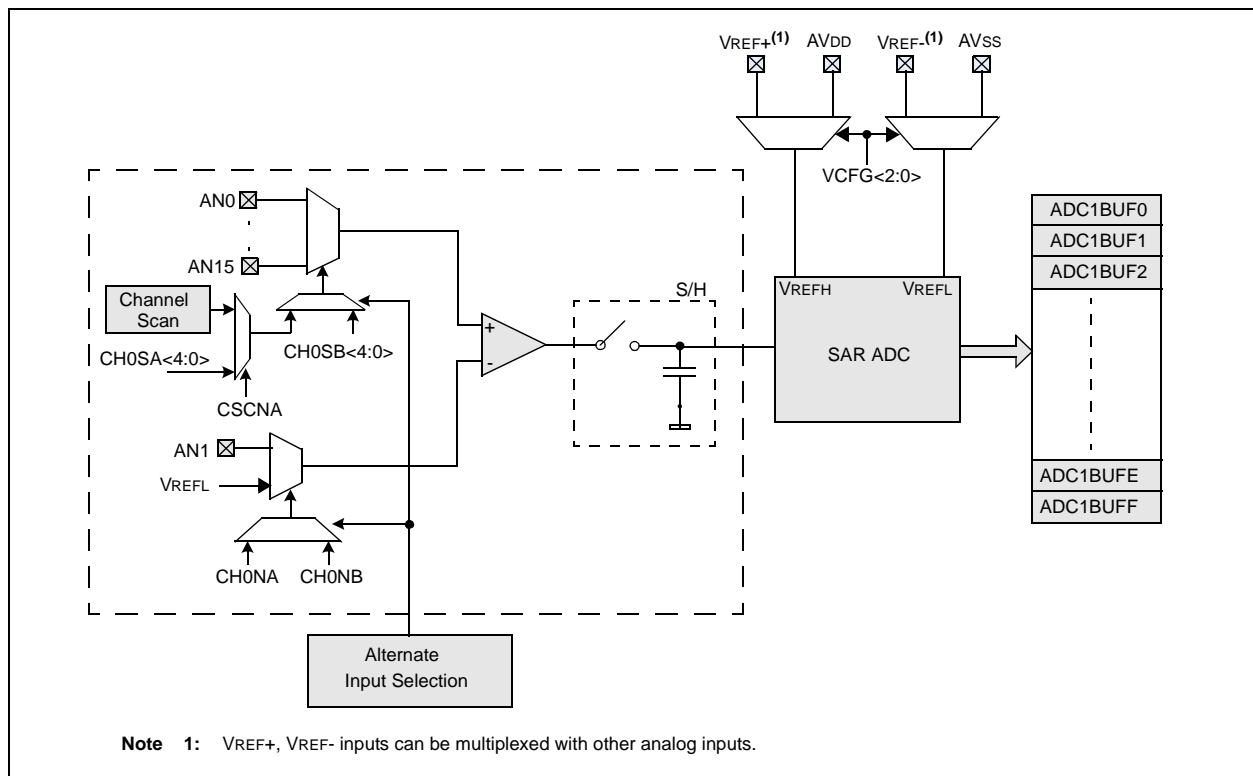 VREF+(1) AVDD VREF-(1) AVSS
VCFG<2:0>
AN0
AN15
Channel
Scan
CH0SA<4:0>
CH0SB<4:0>
CSCNA
AN1
VREFL
CH0NA CH0NB
+
-
S/H
VREFH VREFL
SAR ADC
ADC1BUF0
ADC1BUF1
ADC1BUF2
ADC1BUFE
ADC1BUFF
Alternate
Input Selection
Note 1: VREF+, VREF- inputs can be multiplexed with other analog inputs.